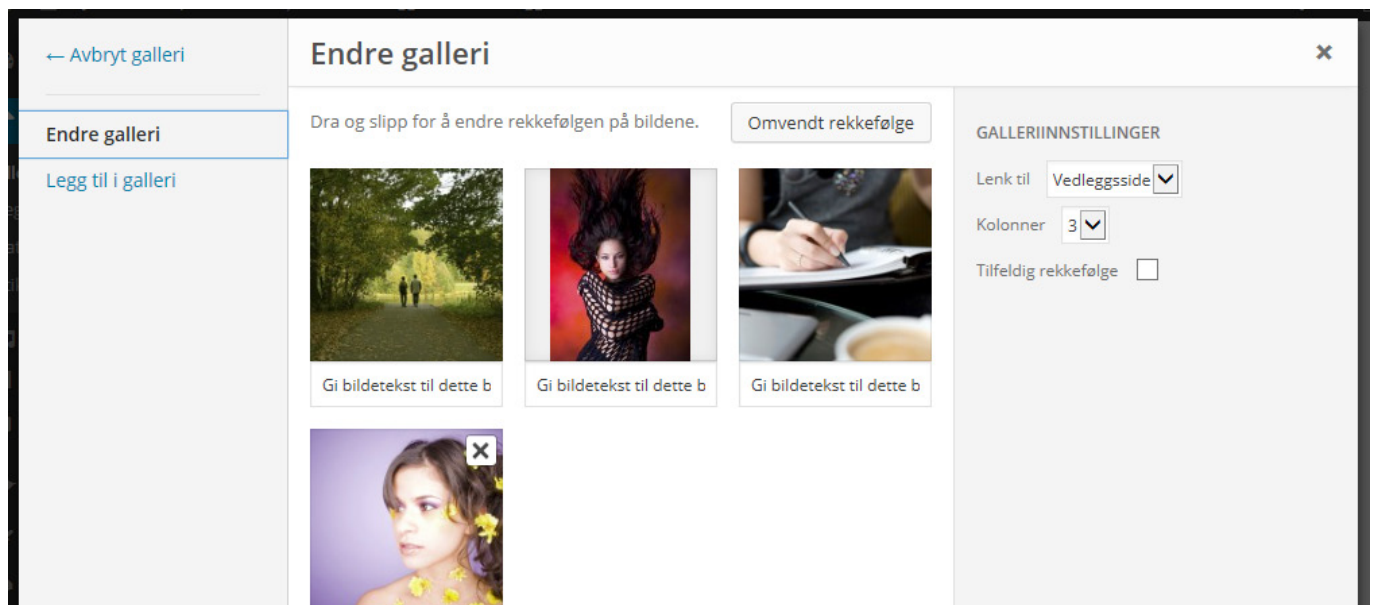 ← Avbryt galleri
Endre galleri
Legg til i galleri
Endre galleri
Dra og slipp for å endre rekkefølgen på bildene.
Omvendt rekkefølge
Gi bildetekst til dette b
Gi bildetekst til dette b
Gi bildetekst til dette b
GALLERIINNSTILLINGER
Lenk til Vedleggsside
Kolonner 3
Tilfeldig rekkefølge